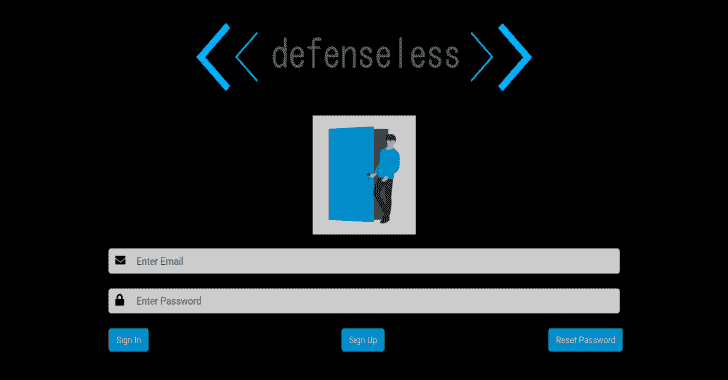 defenseless
Enter Email
Enter Password
Sign In
Sign Up
Reset Password